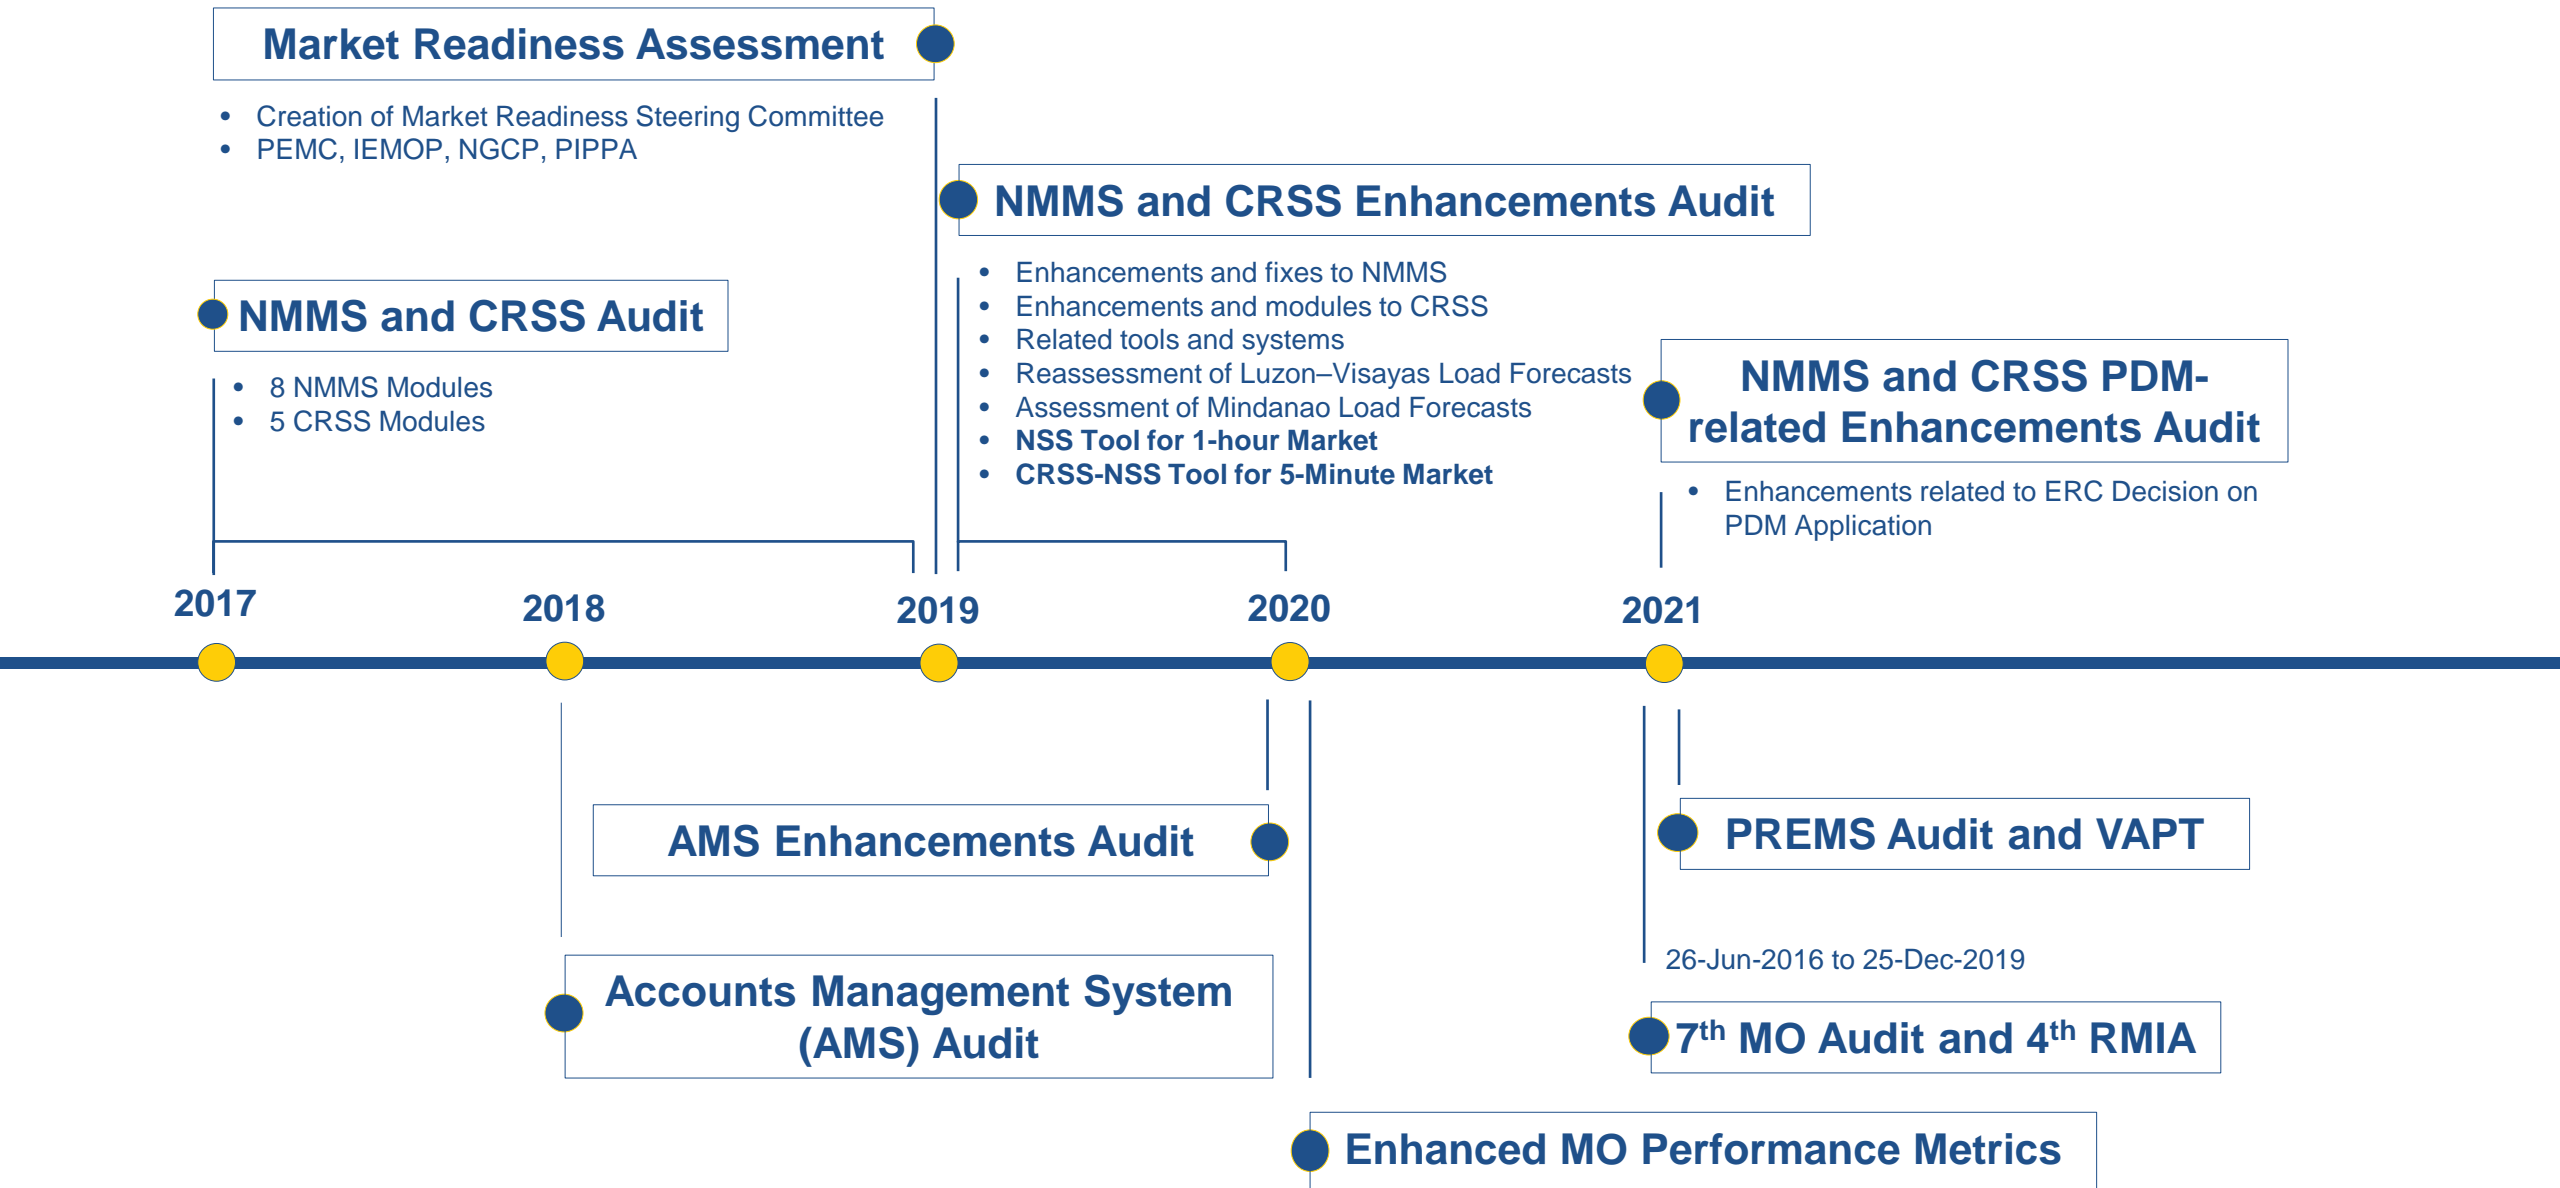 Market Readiness Assessment
• Creation of Market Readiness Steering Committee
• PEMC, IEMOP, NGCP, PIPPA
NMMS and CRSS Enhancements Audit
• Enhancements and fixes to NMMS
• Enhancements and modules to CRSS
• Related tools and systems
• Reassessment of Luzon–Visayas Load Forecasts
• Assessment of Mindanao Load Forecasts
• NSS Tool for 1-hour Market
• CRSS-NSS Tool for 5-Minute Market
NMMS and CRSS Audit
• 8 NMMS Modules
• 5 CRSS Modules
NMMS and CRSS PDM-
related Enhancements Audit
• Enhancements related to ERC Decision on
PDM Application
2017
2018
2019
2020
2021
AMS Enhancements Audit
PREMS Audit and VAPT
Accounts Management System
(AMS) Audit
26-Jun-2016 to 25-Dec-2019
7th MO Audit and 4th RMIA
Enhanced MO Performance Metrics